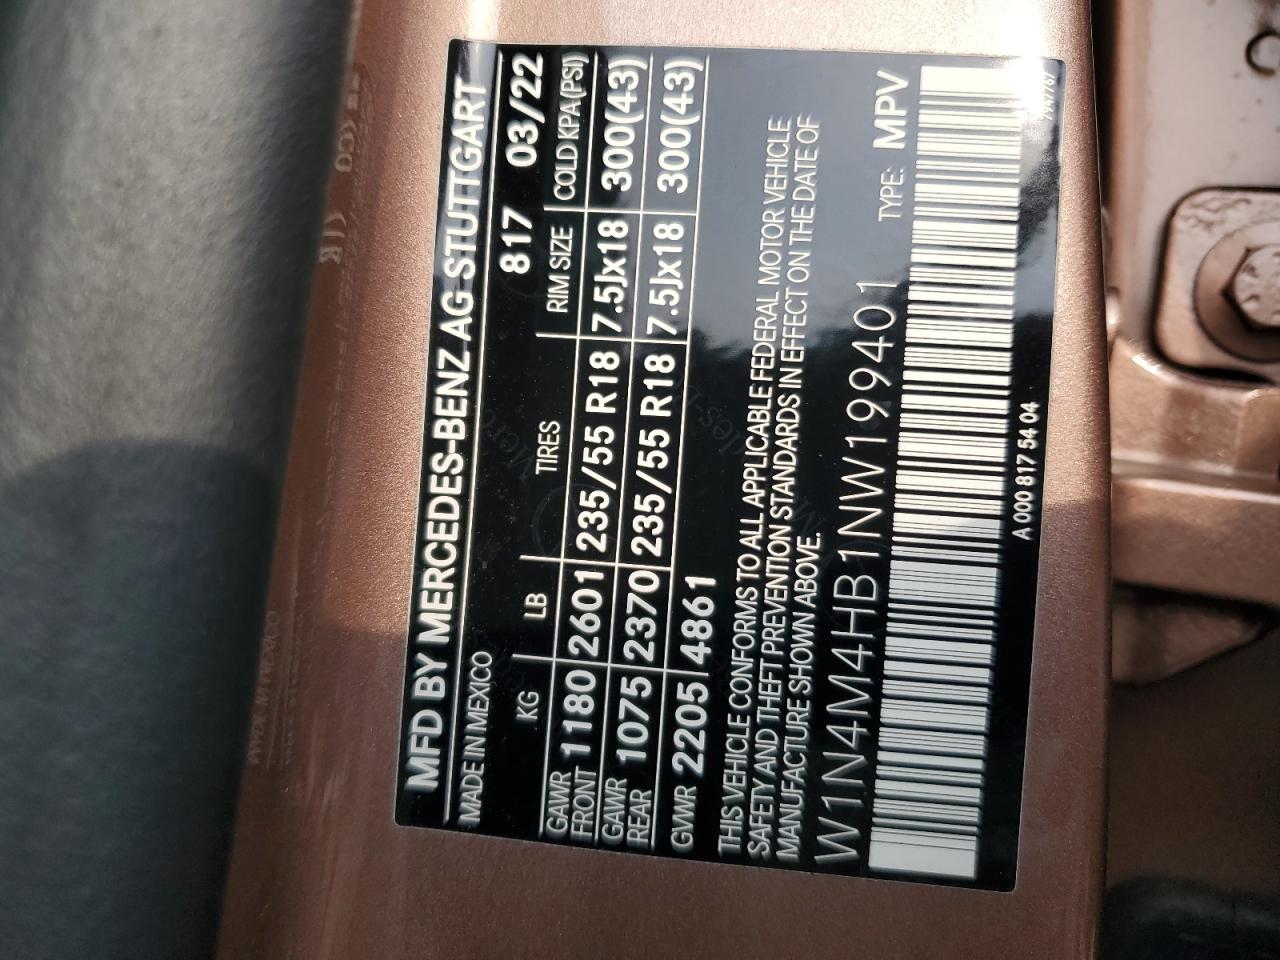 MFD BY MERCEDES-BENZ AG STUTTGART
MADE IN MEXICO 817 03/22
KG LB TIRES RIM SIZE COLD KPA(PSI)
GAWR FRONT 1180 2601 235/55 R18 7.5Jx18 300(43)
GAWR REAR 1075 2370 235/55 R18 7.5Jx18 300(43)
GVWR 2205 4861
THIS VEHICLE CONFORMS TO ALL APPLICABLE FEDERAL MOTOR VEHICLE
SAFETY AND THEFT PREVENTION STANDARDS IN EFFECT ON THE DATE OF
MANUFACTURE SHOWN ABOVE.
W1N4M4HB1NW199401 TYPE: MPV
A 000 817 54 04